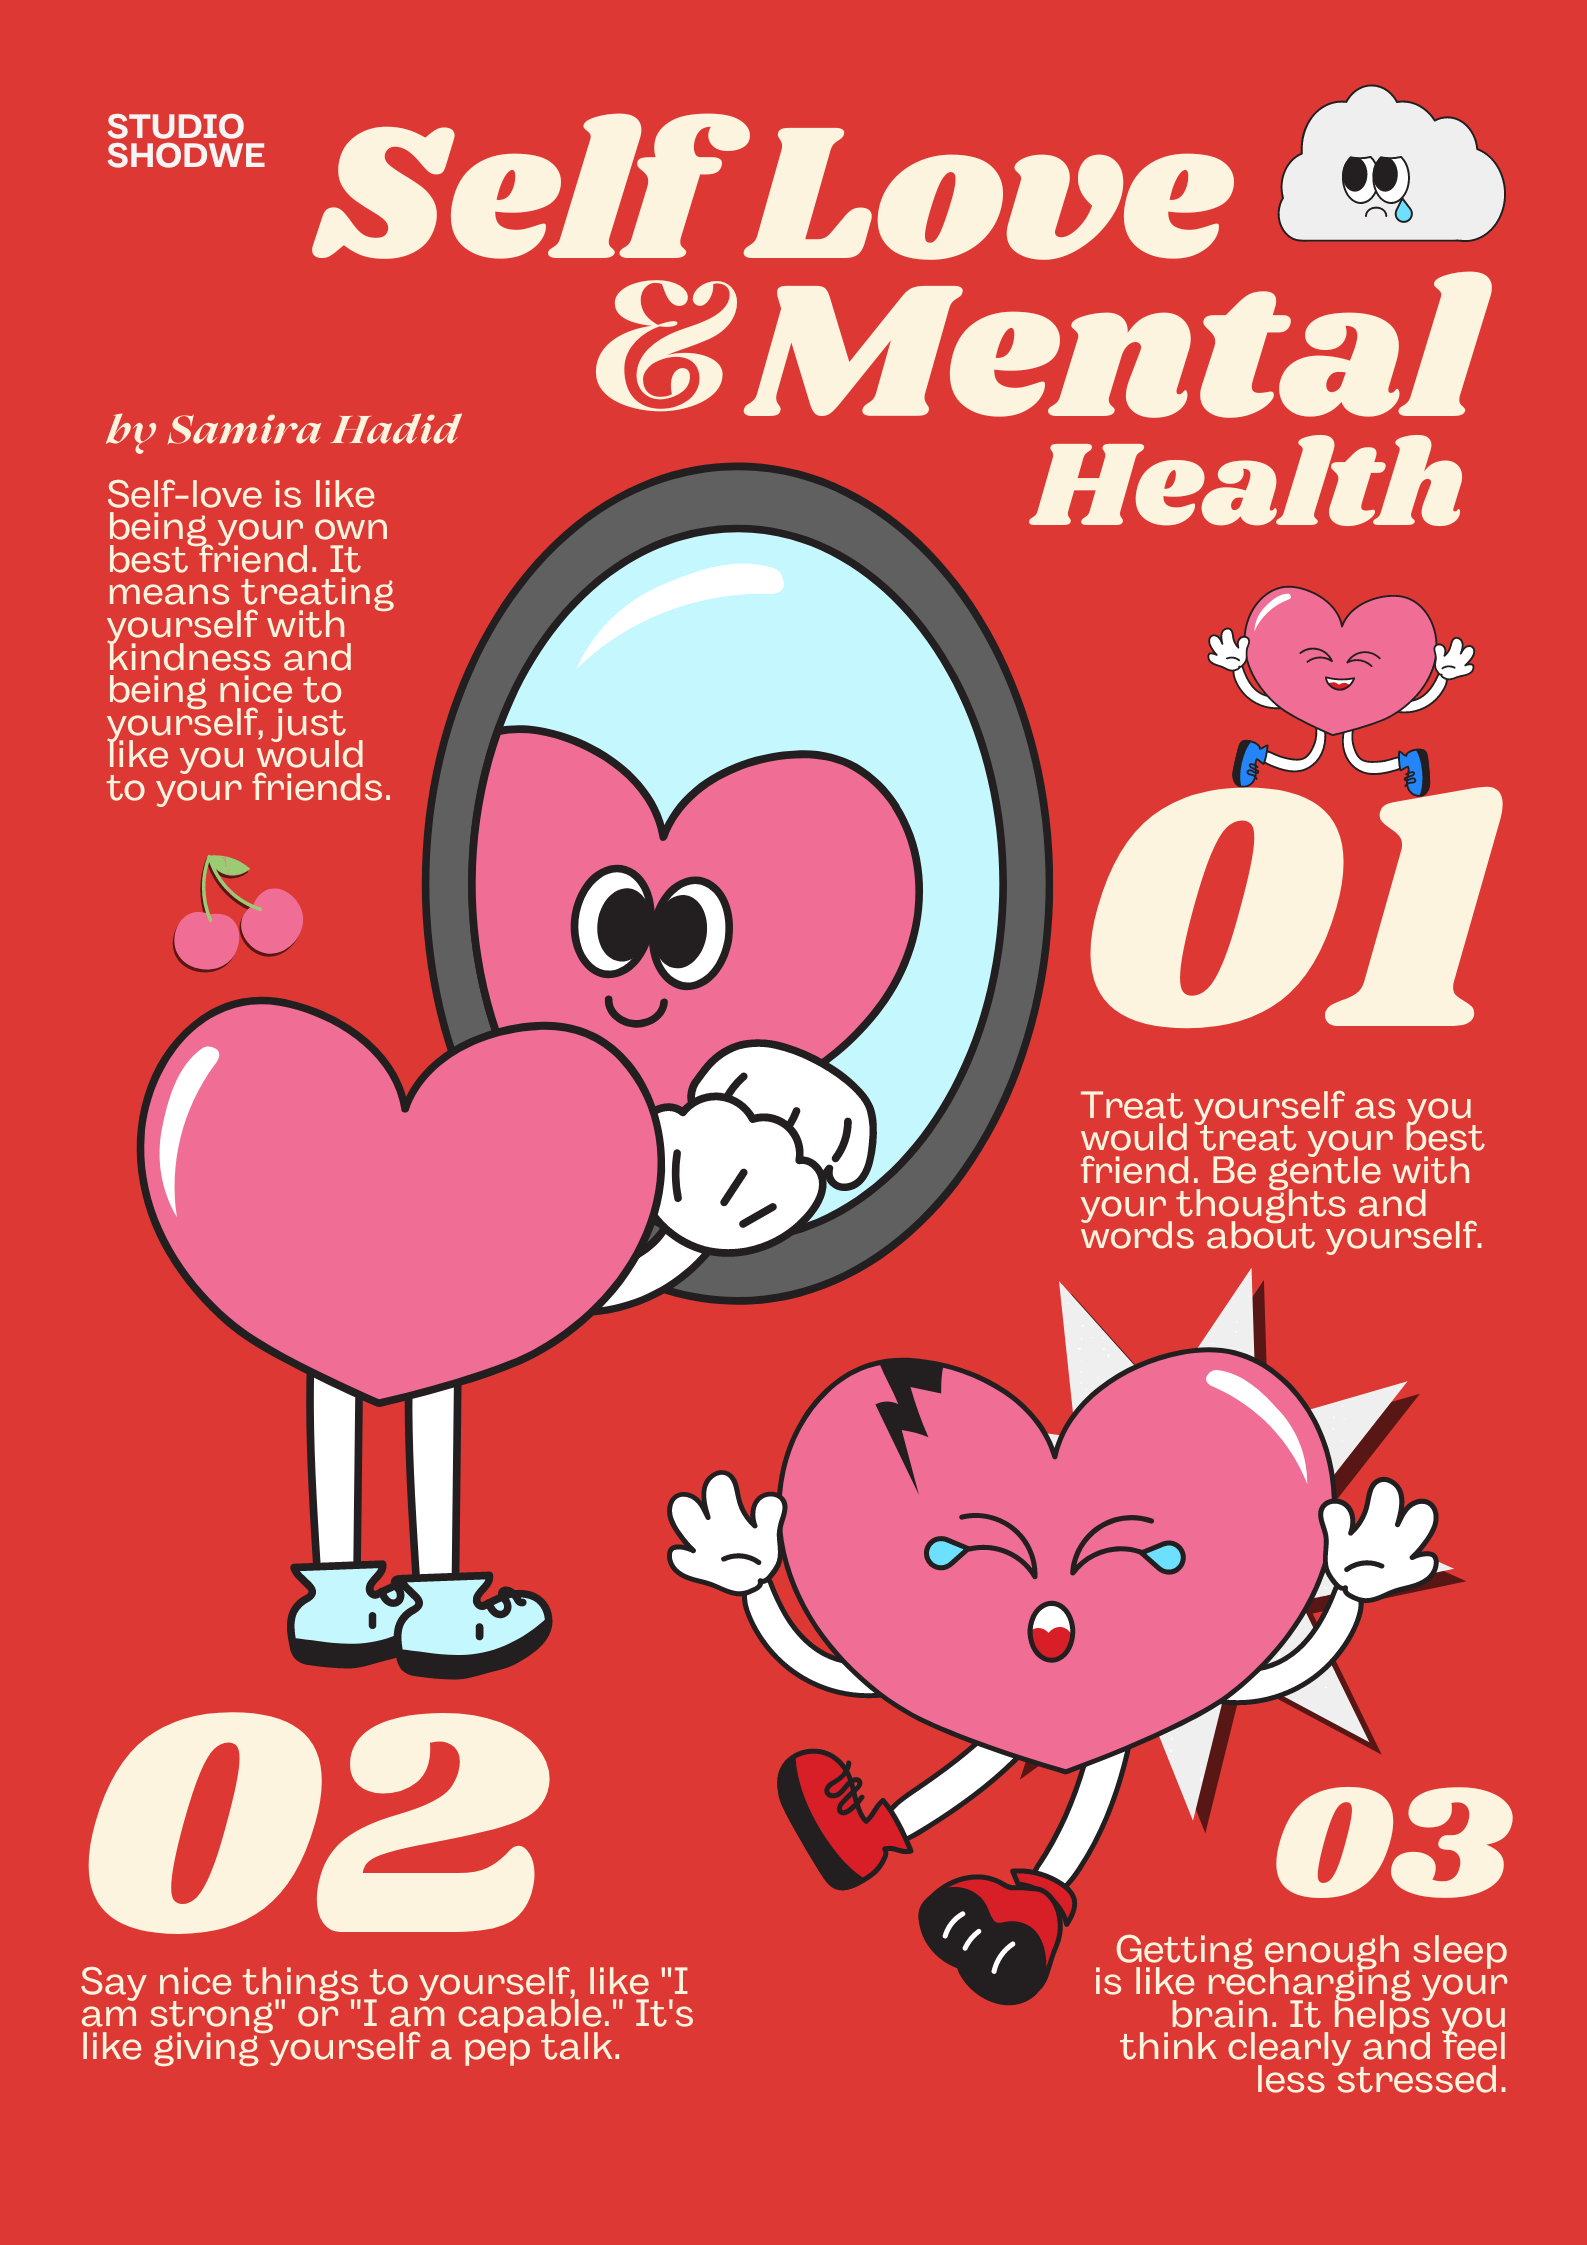 STUDIO
SHODWE
Self Love
& Mental
Health
by Samira Hadid
Self-love is like
being your own
best friend. It
means treating
yourself with
kindness and
being nice to
yourself, just
like you would
to your friends.
01
Treat yourself as you
would treat your best
friend. Be gentle with
your thoughts and
words about yourself.
02
Say nice things to yourself, like "I
am strong" or "I am capable." It's
like giving yourself a pep talk.
03
Getting enough sleep
is like recharging your
brain. It helps you
think clearly and feel
less stressed.